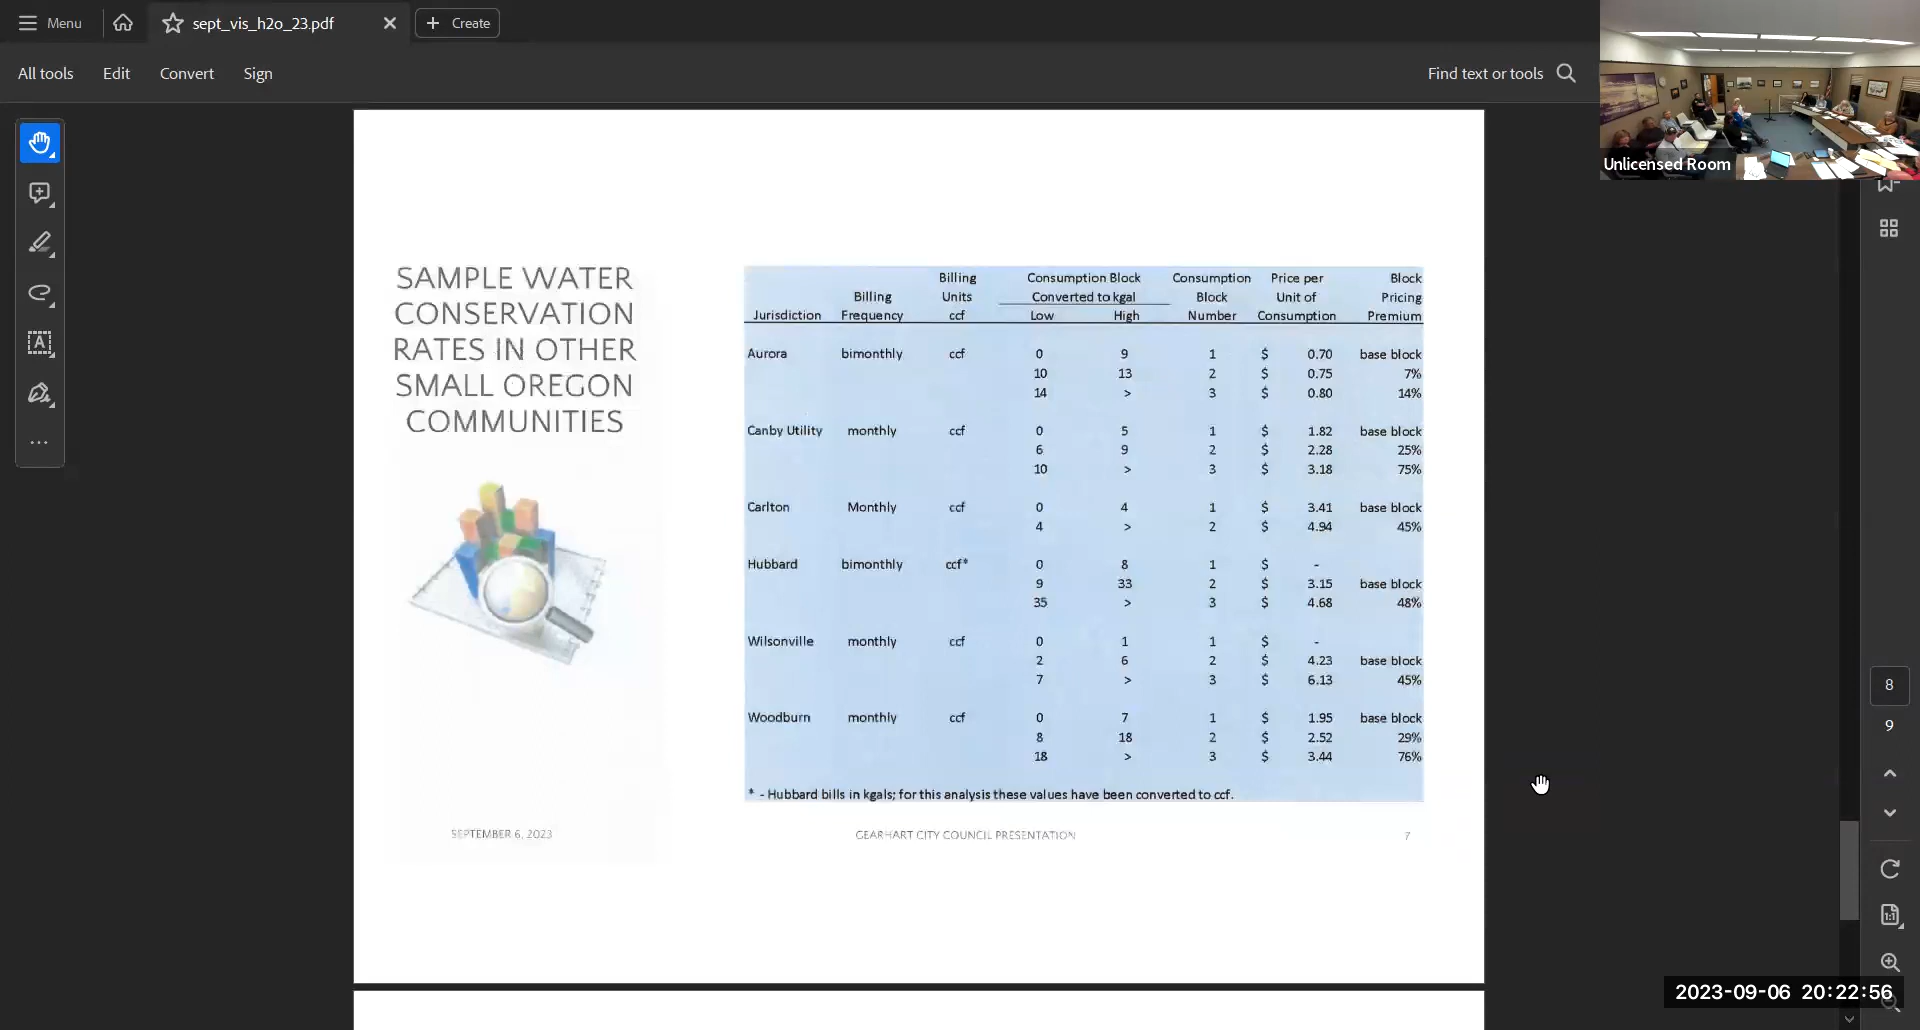 Menu
sept_vis_h2o_23.pdf
Create
All tools
Edit
Convert
Sign
Find text or tools
Unlicensed Room
SAMPLE WATER
CONSERVATION
RATES IN OTHER
SMALL OREGON
COMMUNITIES
Billing Consumption Block Consumption Price per Block
Billing Units Converted to kgal Block Unit of Pricing
Jurisdiction Frequency ccf Low High Number Consumption Premium
Aurora bimonthly ccf 0 9 1 $ 0.70 base block
10 13 2 $ 0.75 7%
14 > 3 $ 0.80 14%
Canby Utility monthly ccf 0 5 1 $ 1.82 base block
6 9 2 $ 2.28 25%
10 > 3 $ 3.18 75%
Carlton Monthly ccf 0 4 1 $ 3.41 base block
4 > 2 $ 4.94 45%
Hubbard bimonthly ccf* 0 8 1 $ -
9 33 2 $ 3.15 base block
35 > 3 $ 4.68 48%
Wilsonville monthly ccf 0 1 1 $ -
2 6 2 $ 4.23 base block
7 > 3 $ 6.13 45%
Woodburn monthly ccf 0 7 1 $ 1.95 base block
8 18 2 $ 2.52 29%
18 > 3 $ 3.44 76%
* - Hubbard bills in kgals; for this analysis these values have been converted to ccf.
SEPTEMBER 6, 2023
GEARHART CITY COUNCIL PRESENTATION
7
8
9
1:1
2023-09-06 20:22:56